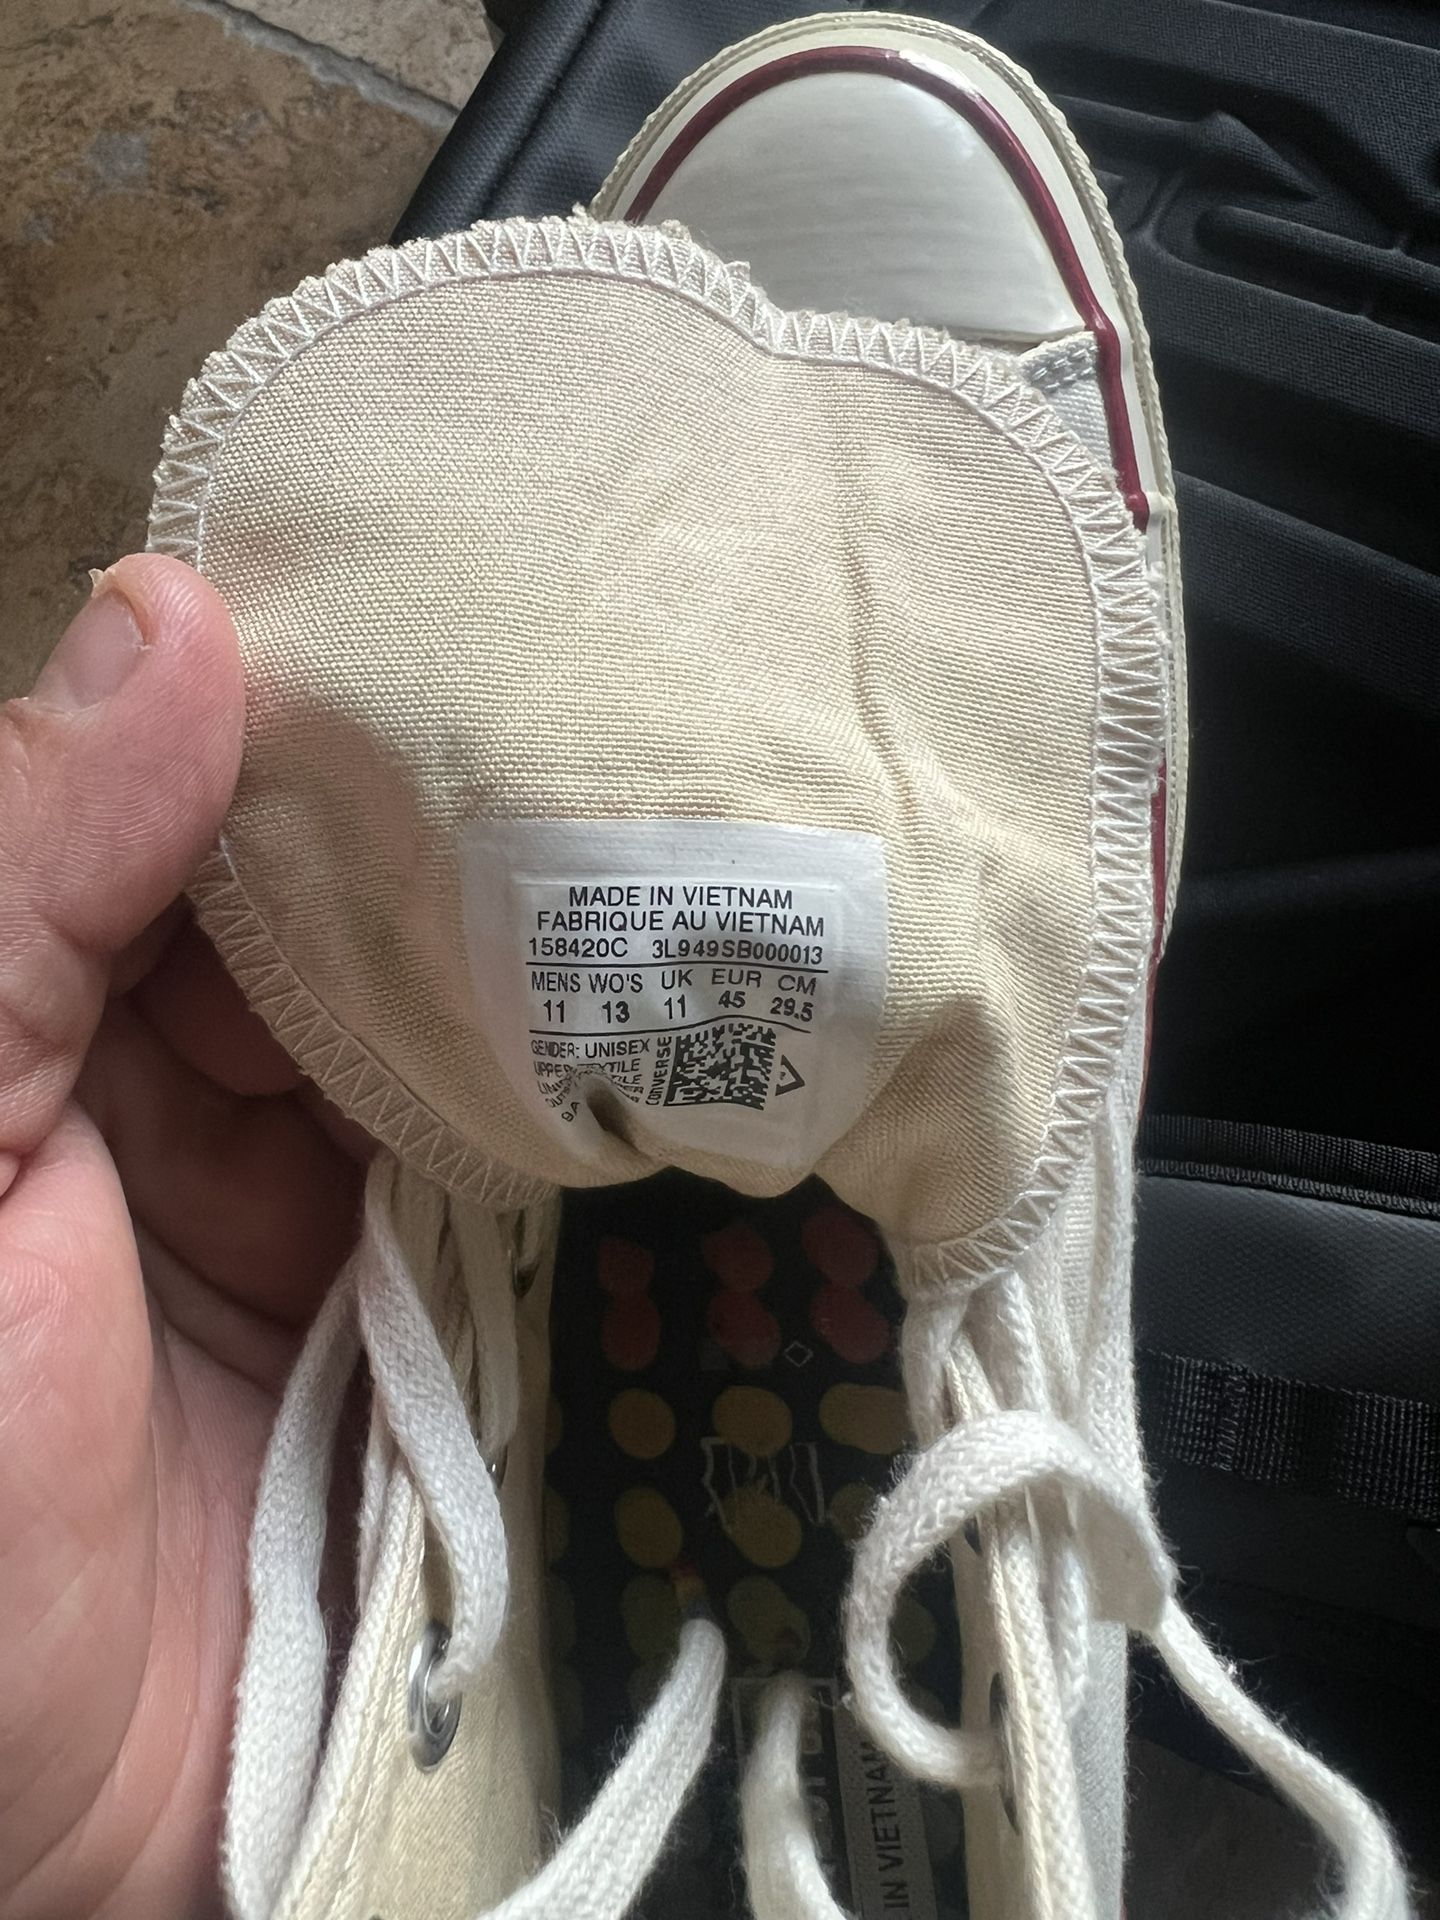 MADE IN VIETNAM
FABRIQUE AU VIETNAM
158420C 3L949SB000013
MENS WO'S UK EUR CM
11 13 11 45 29.5
GENDER: UNISEX
CONVERSE
IN VIETNAM